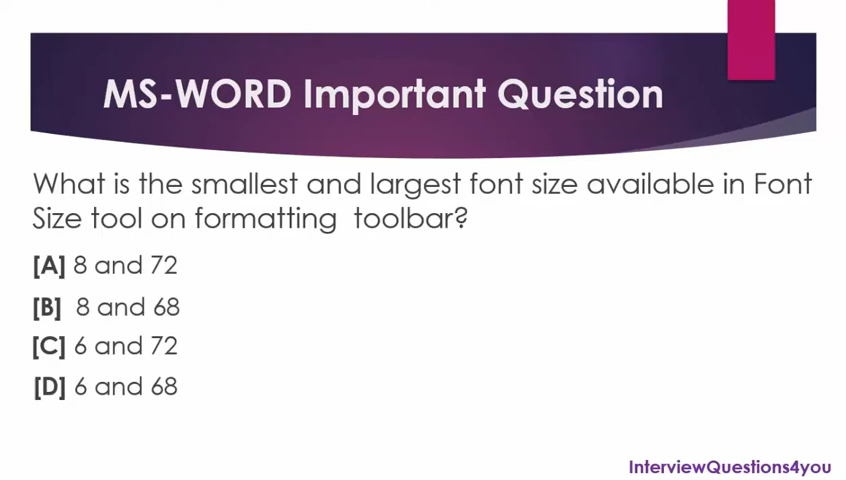 MS-WORD Important Question
What is the smallest and largest font size available in Font
Size tool on formatting  toolbar?
[A] 8 and 72
[B]  8 and 68
[C] 6 and 72
[D] 6 and 68
InterviewQuestions4you